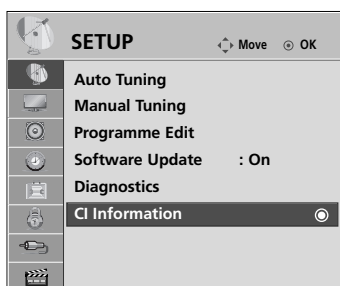 SETUP Move OK
Auto Tuning
Manual Tuning
Programme Edit
Software Update : On
Diagnostics
CI Information